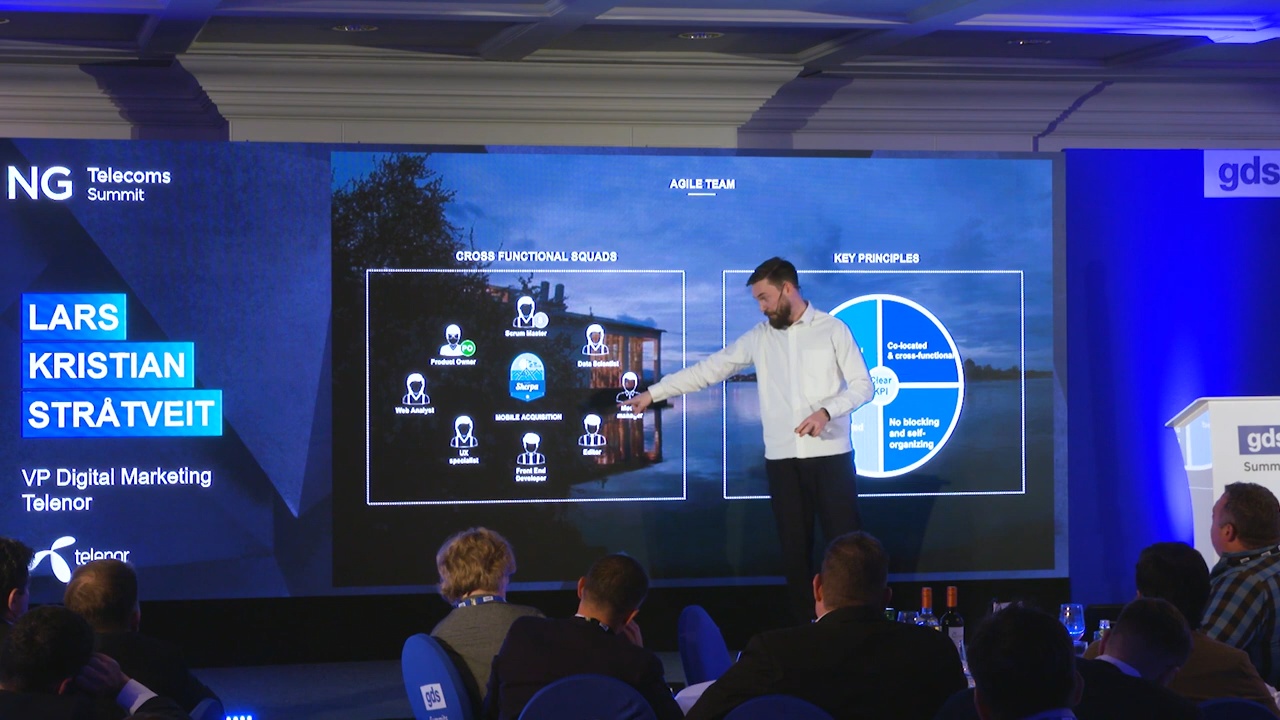 NG
Telecoms
Summit
LARS
KRISTIAN
STRÅTVEIT
VP Digital Marketing
Telenor
telenor
AGILE TEAM
CROSS FUNCTIONAL SQUADS
Scrum Master
Product Owner
PO
Data Scientist
Web Analyst
Sherpa
MOBILE ACQUISITION
UX
specialist
Front End
Developer
Editor
KEY PRINCIPLES
Co-located
& cross-functional
Clear
KPI
No blocking
and self-
organizing
gds
gds
Summ
gds
Summits